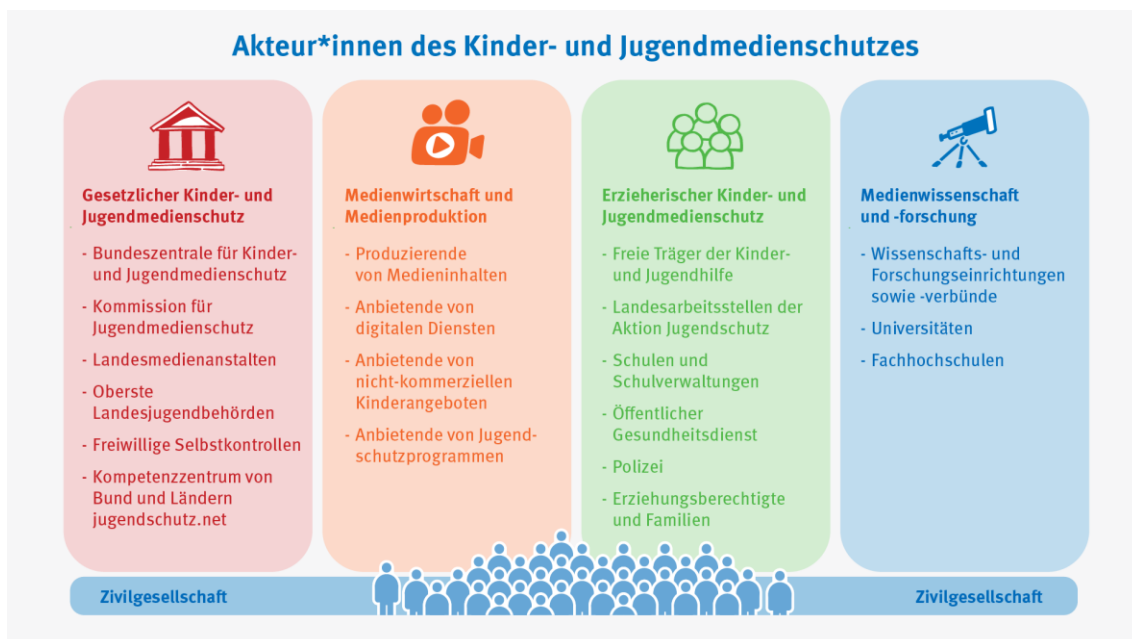 Akteur*innen des Kinder- und Jugendmedienschutzes
Gesetzlicher Kinder- und
Jugendmedienschutz
- Bundeszentrale für Kinder-
und Jugendmedienschutz
- Kommission für
Jugendmedienschutz
- Landesmedienanstalten
- Oberste
Landesjugendbehörden
- Freiwillige Selbstkontrollen
- Kompetenzzentrum von
Bund und Ländern
jugendschutz.net
Medienwirtschaft und
Medienproduktion
- Produzierende
von Medieninhalten
- Anbietende von
digitalen Diensten
- Anbietende von
nicht-kommerziellen
Kinderangeboten
- Anbietende von Jugend-
schutzprogrammen
Erzieherischer Kinder- und
Jugendmedienschutz
- Freie Träger der Kinder-
und Jugendhilfe
- Landesarbeitsstellen der
Aktion Jugendschutz
- Schulen und
Schulverwaltungen
- Öffentlicher
Gesundheitsdienst
- Polizei
- Erziehungsberechtigte
und Familien
Medienwissenschaft
und -forschung
- Wissenschafts- und
Forschungseinrichtungen
sowie -verbünde
- Universitäten
- Fachhochschulen
Zivilgesellschaft
Zivilgesellschaft